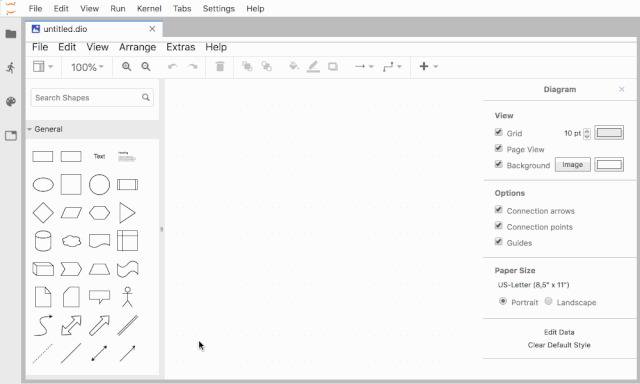 File Edit View Run Kernel Tabs Settings Help
untitled.dio
File Edit View Arrange Extras Help
100%
Diagram
Search Shapes
View
Grid 10 pt
General
Page View
Text
Background Image
Options
Connection arrows
Connection points
Guides
Paper Size
US-Letter (8,5" x 11")
Portrait Landscape
Edit Data
Clear Default Style